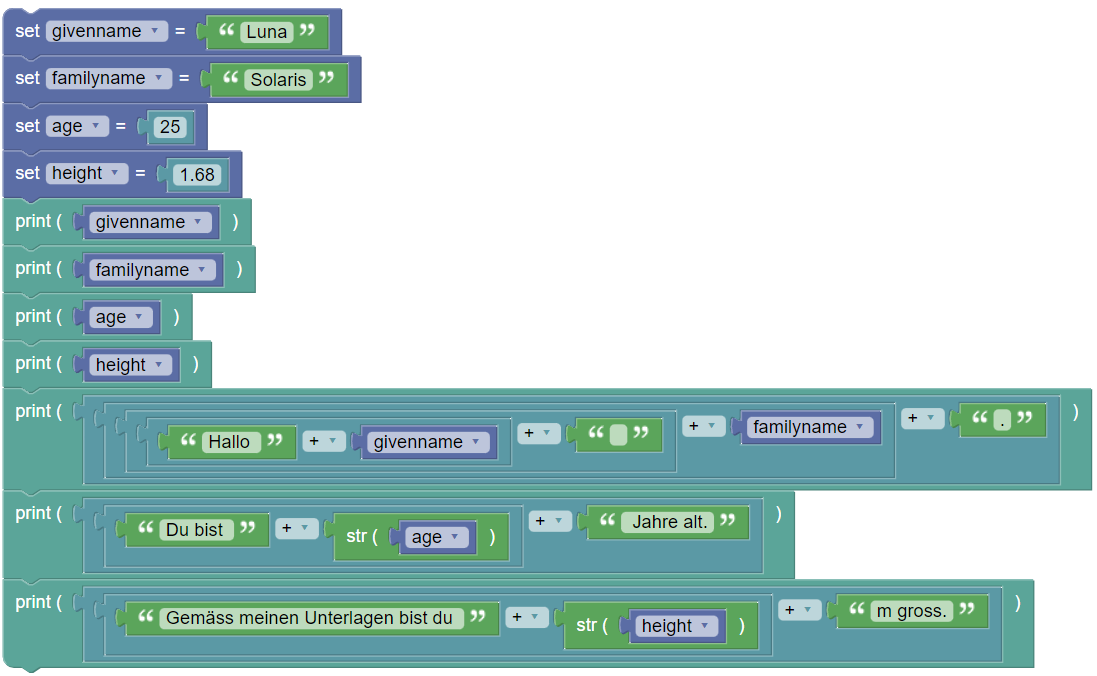 set givenname = “ Luna ”
set familyname = “ Solaris ”
set age = 25
set height = 1.68
print ( givenname )
print ( familyname )
print ( age )
print ( height )
print ( “ Hallo ” + givenname + “ ” + familyname + “ . ” )
print ( “ Du bist ” + str ( age ) + “ Jahre alt. ” )
print ( “ Gemäss meinen Unterlagen bist du ” + str ( height ) + “ m gross. ” )